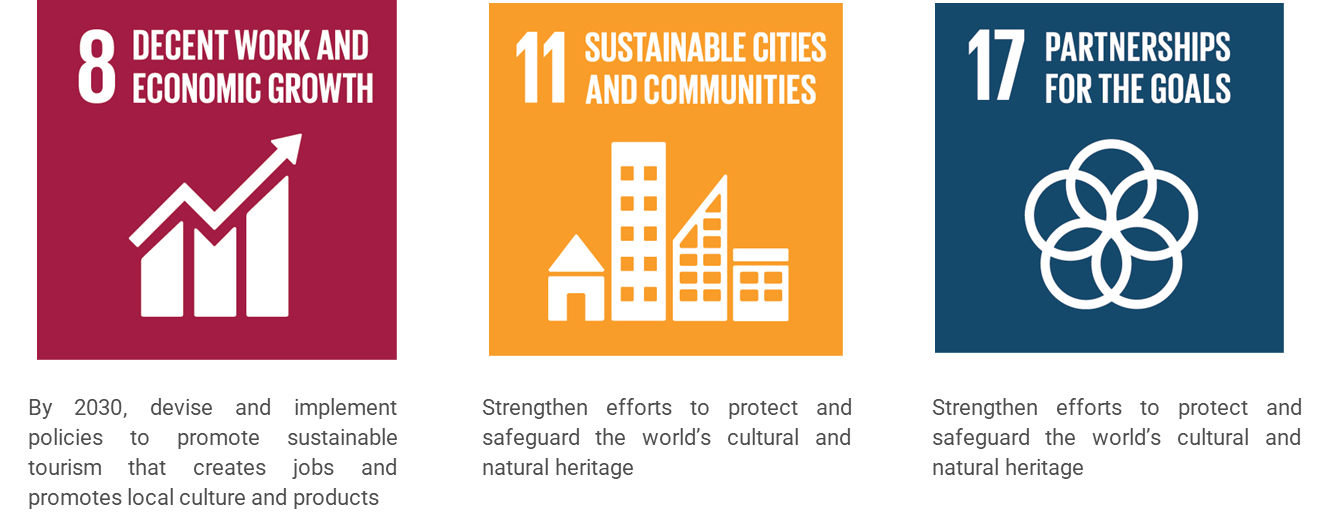 8 DECENT WORK AND
ECONOMIC GROWTH
By 2030, devise and implement
policies to promote sustainable
tourism that creates jobs and
promotes local culture and products
11 SUSTAINABLE CITIES
AND COMMUNITIES
Strengthen efforts to protect and
safeguard the world’s cultural and
natural heritage
17 PARTNERSHIPS
FOR THE GOALS
Strengthen efforts to protect and
safeguard the world’s cultural and
natural heritage